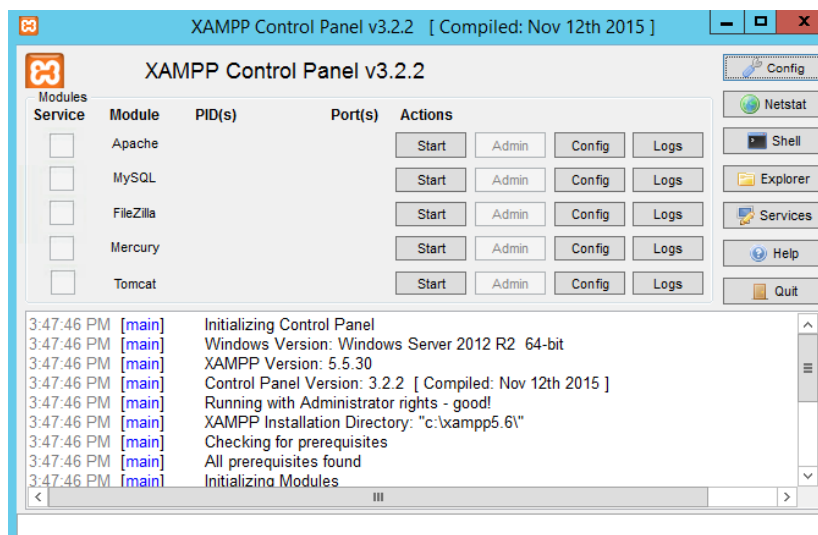 XAMPP Control Panel v3.2.2 [ Compiled: Nov 12th 2015 ]
XAMPP Control Panel v3.2.2
Config
Modules
Service Module PID(s) Port(s) Actions
Netstat
Apache Start Admin Config Logs
Shell
MySQL Start Admin Config Logs
Explorer
FileZilla Start Admin Config Logs
Services
Mercury Start Admin Config Logs
Help
Tomcat Start Admin Config Logs
Quit
3:47:46 PM [main] Initializing Control Panel
3:47:46 PM [main] Windows Version: Windows Server 2012 R2 64-bit
3:47:46 PM [main] XAMPP Version: 5.5.30
3:47:46 PM [main] Control Panel Version: 3.2.2 [ Compiled: Nov 12th 2015 ]
3:47:46 PM [main] Running with Administrator rights - good!
3:47:46 PM [main] XAMPP Installation Directory: "c:\xampp5.6\"
3:47:46 PM [main] Checking for prerequisites
3:47:46 PM [main] All prerequisites found
3:47:46 PM [main] Initializing Modules